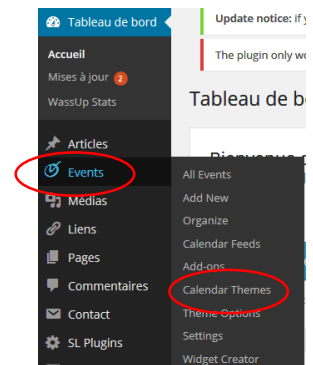 Tableau de bord
Accueil
Mises à jour 2
WassUp Stats
Articles
Events
Médias
Liens
Pages
Commentaires
Contact
SL Plugins
Update notice: if
The plugin only wo
Tableau de b
Bienvenue
All Events
Add New
Organize
Calendar Feeds
Add-ons
Calendar Themes
Theme Options
Settings
Widget Creator